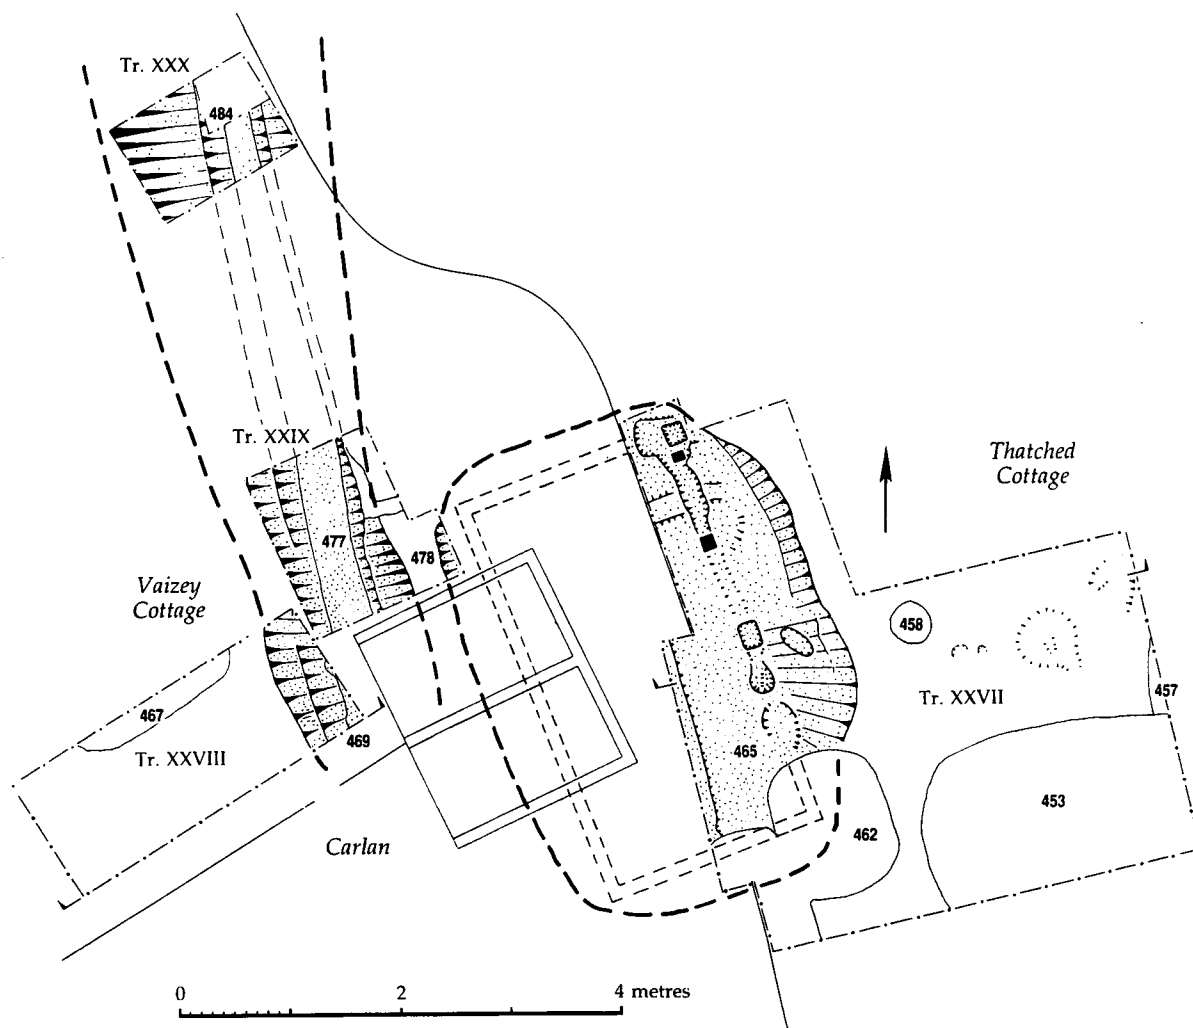 Tr. XXX
484
Tr. XXIX
Thatched
Cottage
477
478
Vaizey
Cottage
458
467
457
Tr. XXVII
469
465
Tr. XXVIII
453
462
Carlan
0 2 4 metres